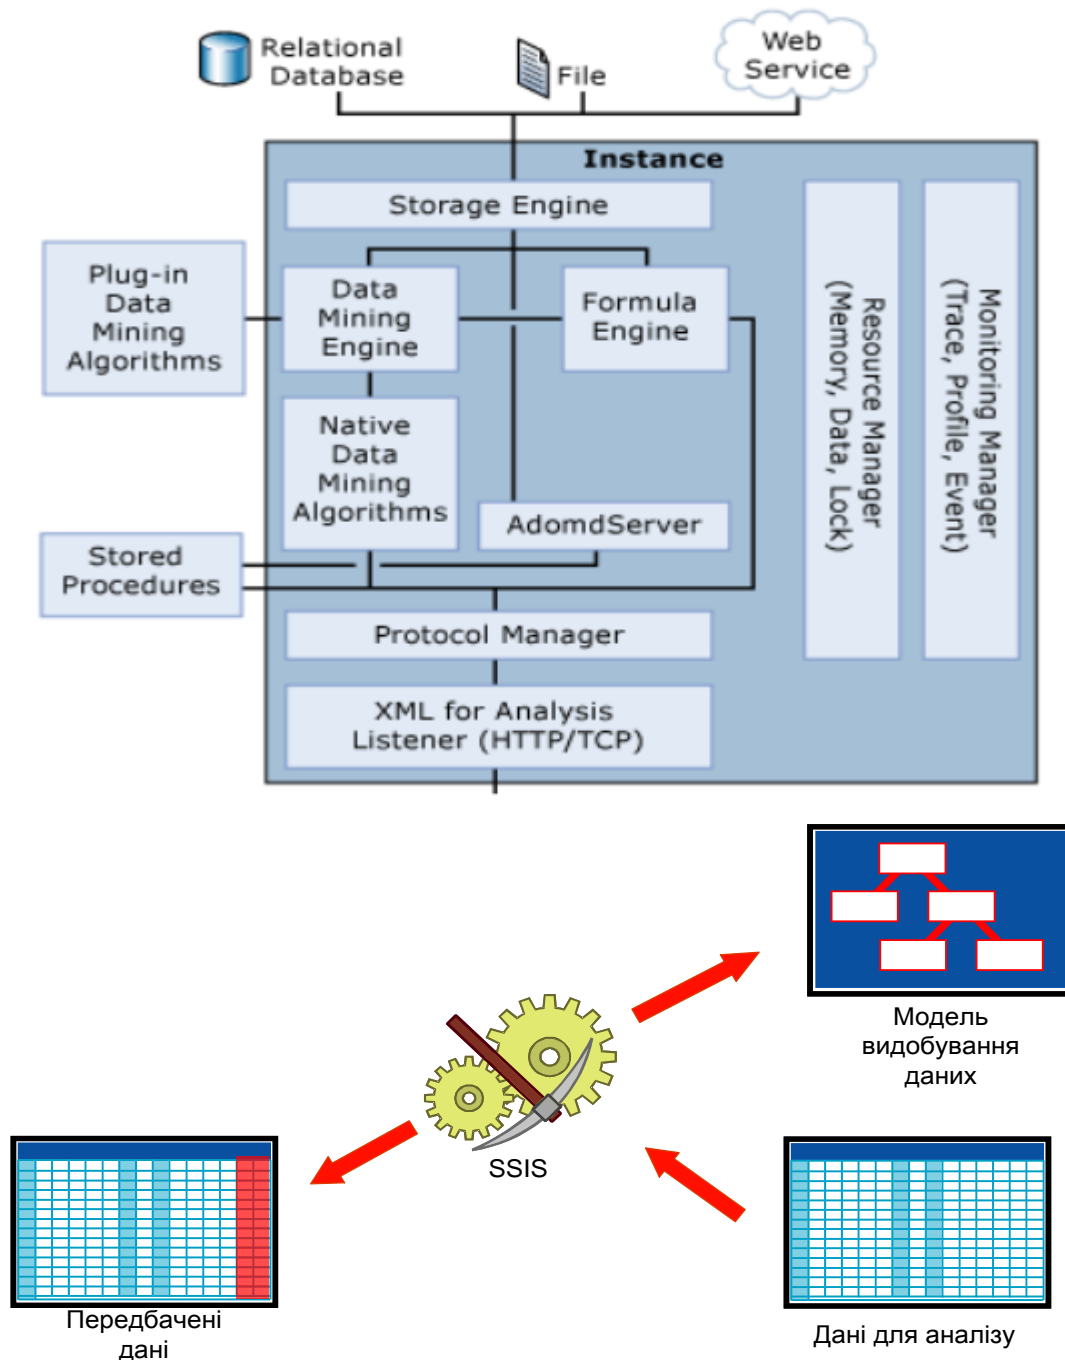 Relational
Database
File
Web
Service
Instance
Storage Engine
Plug-in
Data
Mining
Algorithms
Data
Mining
Engine
Formula
Engine
Native
Data
Mining
Algorithms
AdomdServer
Stored
Procedures
Protocol Manager
XML for Analysis
Listener (HTTP/TCP)
Resource Manager
(Memory, Data, Lock)
Monitoring Manager
(Trace, Profile, Event)
Модель
видобування
даних
SSIS
Передбачені
дані
Дані для аналізу